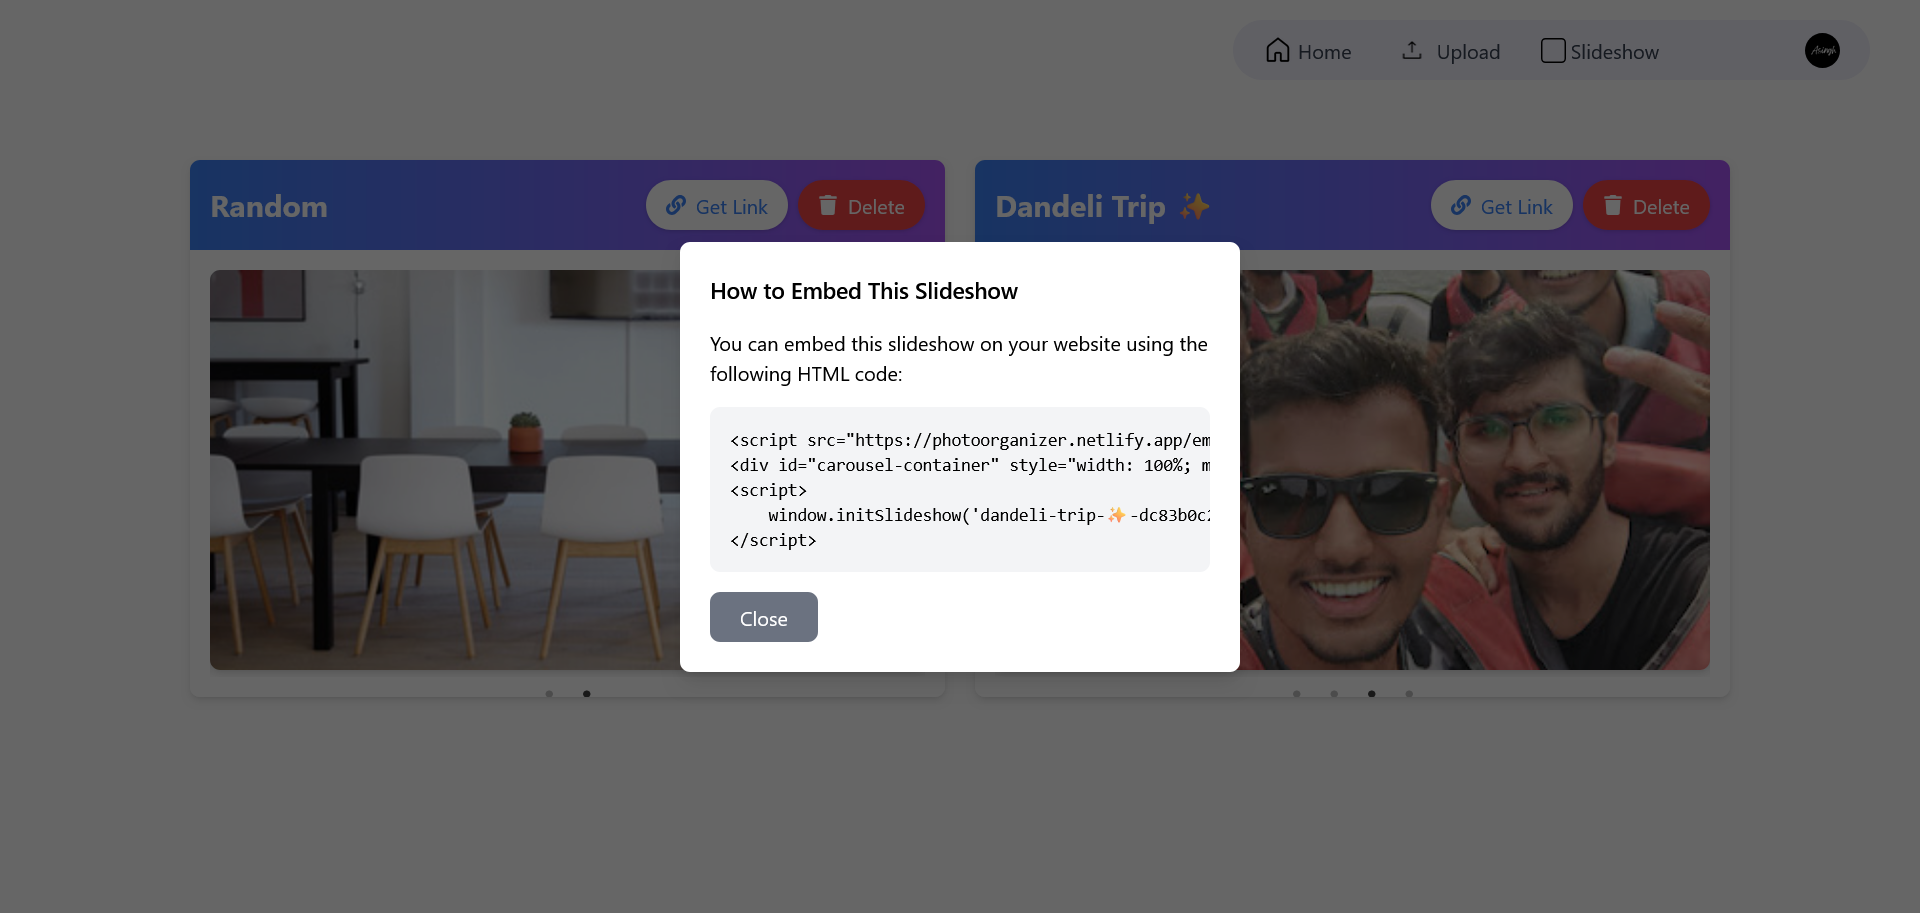 Home Upload Slideshow
Random Get Link Delete
Dandeli Trip ✨ Get Link Delete
How to Embed This Slideshow
You can embed this slideshow on your website using the
following HTML code:
<script src="https://photoorganizer.netlify.app/em
<div id="carousel-container" style="width: 100%; m
<script>
    window.initSlideshow('dandeli-trip-✨-dc83b0c2
</script>
Close